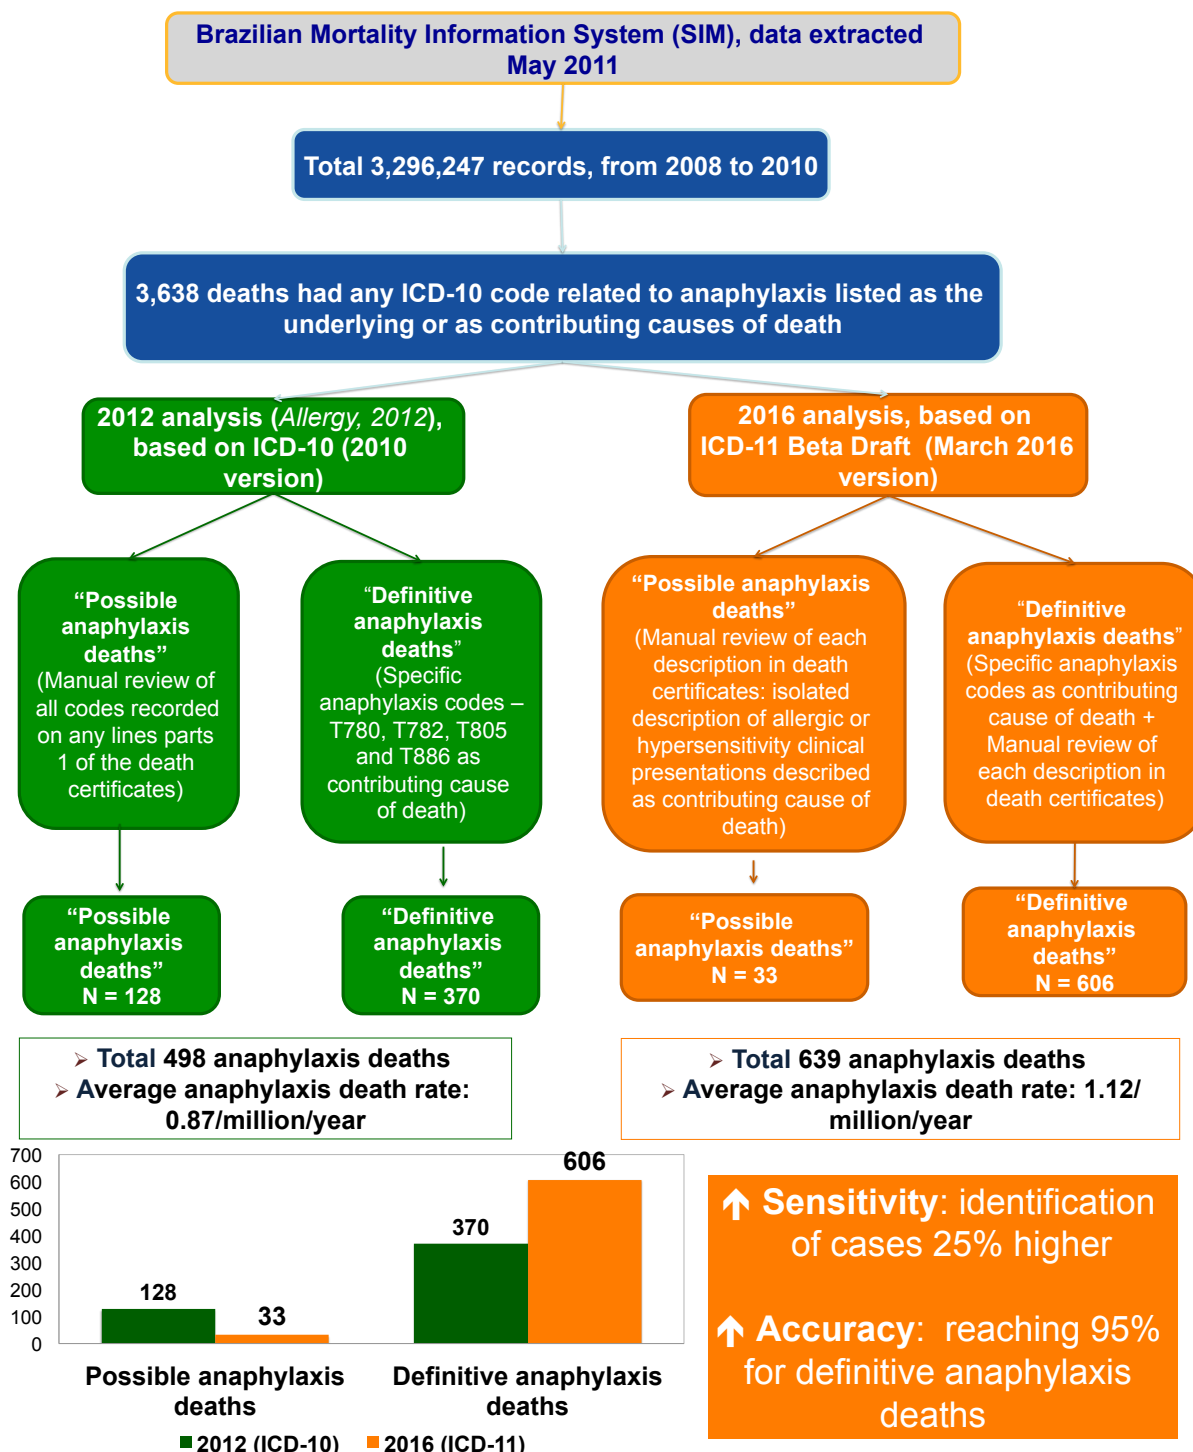 Brazilian Mortality Information System (SIM), data extracted
May 2011
Total 3,296,247 records, from 2008 to 2010
3,638 deaths had any ICD-10 code related to anaphylaxis listed as the
underlying or as contributing causes of death
2012 analysis (Allergy, 2012),
based on ICD-10 (2010
version)
2016 analysis, based on
ICD-11 Beta Draft (March 2016
version)
“Possible
anaphylaxis
deaths”
(Manual review of
all codes recorded
on any lines parts
1 of the death
certificates)
“Definitive
anaphylaxis
deaths”
(Specific
anaphylaxis codes –
T780, T782, T805
and T886 as
contributing cause
of death)
“Possible anaphylaxis
deaths”
(Manual review of each
description in death
certificates: isolated
description of allergic or
hypersensitivity clinical
presentations described
as contributing cause of
death)
“Definitive
anaphylaxis deaths”
(Specific anaphylaxis
codes as contributing
cause of death +
Manual review of
each description in
death certificates)
“Possible
anaphylaxis
deaths”
N = 128
“Definitive
anaphylaxis
deaths”
N = 370
“Possible
anaphylaxis deaths”
N = 33
“Definitive
anaphylaxis
deaths”
N = 606
➢ Total 498 anaphylaxis deaths
➢ Average anaphylaxis death rate:
0.87/million/year
➢ Total 639 anaphylaxis deaths
➢ Average anaphylaxis death rate: 1.12/
million/year
700
600
500
400
300
200
100
0
128
33
370
606
Possible anaphylaxis
deaths
Definitive anaphylaxis
deaths
2012 (ICD-10)
2016 (ICD-11)
↑ Sensitivity: identification
of cases 25% higher
↑ Accuracy: reaching 95%
for definitive anaphylaxis
deaths